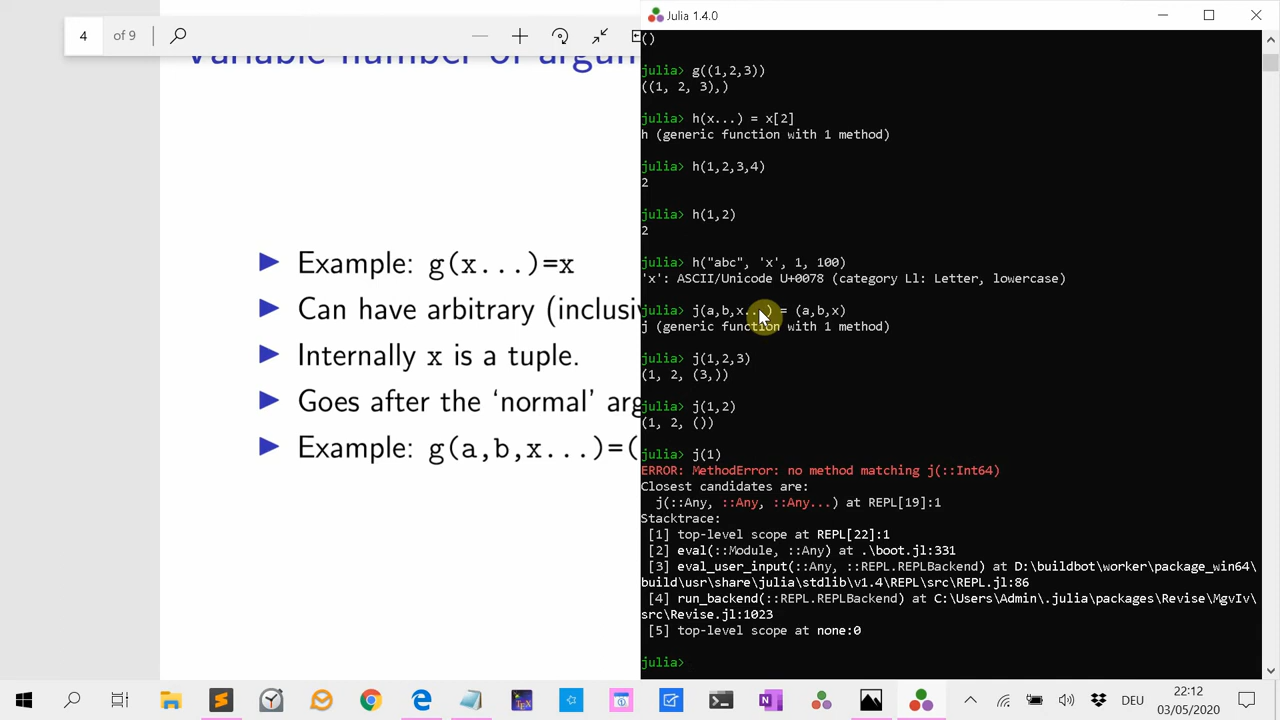 4 of 9
Variable number of argum
Example: g(x...)=x
Can have arbitrary (inclusiv
Internally x is a tuple.
Goes after the ‘normal’ arg
Example: g(a,b,x...)=(
Julia 1.4.0
()
julia> g((1,2,3))
((1, 2, 3),)
julia> h(x...) = x[2]
h (generic function with 1 method)
julia> h(1,2,3,4)
2
julia> h(1,2)
2
julia> h("abc", 'x', 1, 100)
'x': ASCII/Unicode U+0078 (category Ll: Letter, lowercase)
julia> j(a,b,x...) = (a,b,x)
j (generic function with 1 method)
julia> j(1,2,3)
(1, 2, (3,))
julia> j(1,2)
(1, 2, ())
julia> j(1)
ERROR: MethodError: no method matching j(::Int64)
Closest candidates are:
j(::Any, ::Any, ::Any...) at REPL[19]:1
Stacktrace:
[1] top-level scope at REPL[22]:1
[2] eval(::Module, ::Any) at .\boot.jl:331
[3] eval_user_input(::Any, ::REPL.REPLBackend) at D:\buildbot\worker\package_win64\
build\usr\share\julia\stdlib\v1.4\REPL\src\REPL.jl:86
[4] run_backend(::REPL.REPLBackend) at C:\Users\Admin\.julia\packages\Revise\MgvIv\
src\Revise.jl:1023
[5] top-level scope at none:0
julia>
DEU
22:12
03/05/2020